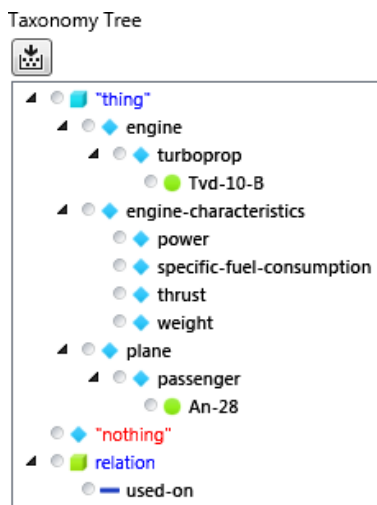 Taxonomy Tree
"thing"
engine
turboprop
Tvd-10-B
engine-characteristics
power
specific-fuel-consumption
thrust
weight
plane
passenger
An-28
"nothing"
relation
used-on